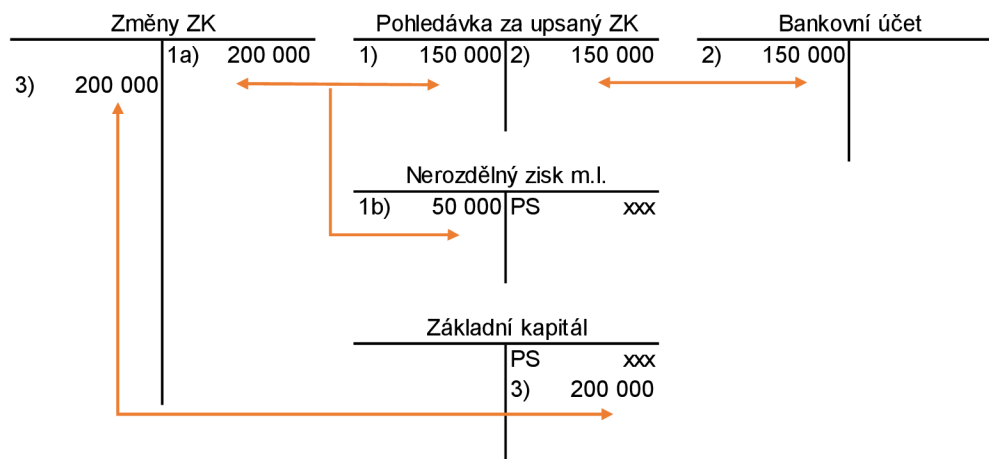 Změny ZK
Pohledávka za upsaný ZK
Bankovní účet
1a) 200 000
1) 150 000 2) 150 000
2) 150 000
3) 200 000
Nerozdělný zisk m.l.
1b) 50 000 PS xxx
Základní kapitál
PS xxx
3) 200 000